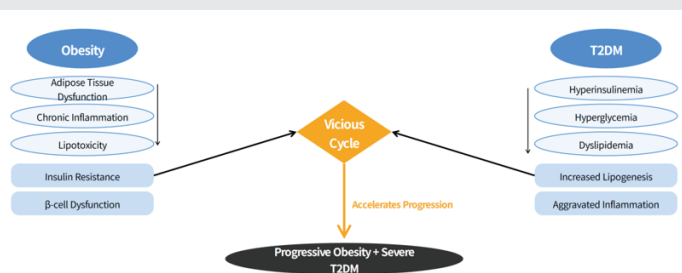 Obesity
Adipose Tissue
Dysfunction
Chronic Inflammation
Lipotoxicity
Insulin Resistance
β-cell Dysfunction
Vicious
Cycle
Accelerates Progression
Progressive Obesity + Severe
T2DM
T2DM
Hyperinsulinemia
Hyperglycemia
Dyslipidemia
Increased Lipogenesis
Aggravated Inflammation